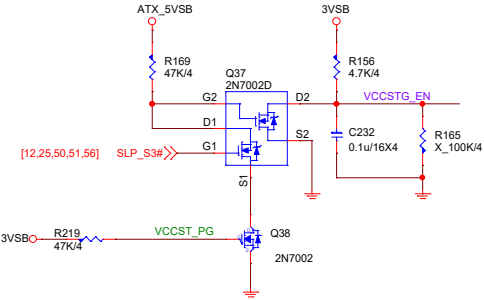 ATX_5VSB
3VSB
R169
47K/4
Q37
2N7002D
R156
4.7K/4
G2
D2
VCCSTG_EN
D1
S2
C232
0.1u/16X4
R165
X_100K/4
[12,25,50,51,56]
SLP_S3#
G1
S1
3VSB
R219
47K/4
VCCST_PG
Q38
2N7002